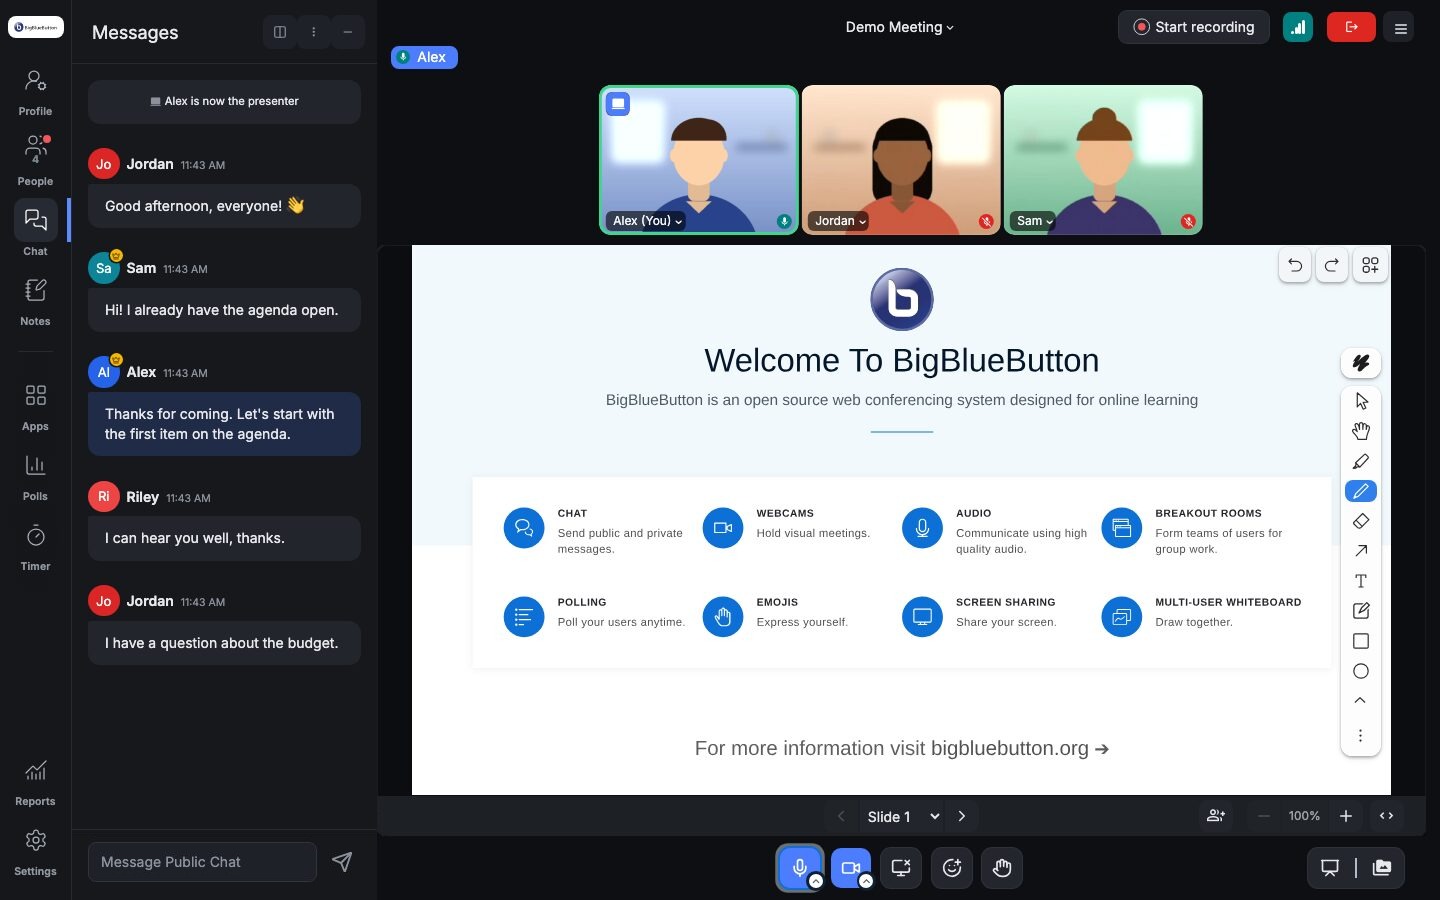 BigBlueButton
Profile
4
People
Chat
Notes
Apps
Polls
Timer
Reports
Settings
Messages
Alex is now the presenter
Jo Jordan 11:43 AM
Good afternoon, everyone! 👋
Sa Sam 11:43 AM
Hi! I already have the agenda open.
Al Alex 11:43 AM
Thanks for coming. Let's start with
the first item on the agenda.
Ri Riley 11:43 AM
I can hear you well, thanks.
Jo Jordan 11:43 AM
I have a question about the budget.
Message Public Chat
Demo Meeting
Start recording
Alex
Alex (You)
Jordan
Sam
Welcome To BigBlueButton
BigBlueButton is an open source web conferencing system designed for online learning
CHAT
Send public and private
messages.
WEBCAMS
Hold visual meetings.
AUDIO
Communicate using high
quality audio.
BREAKOUT ROOMS
Form teams of users for
group work.
POLLING
Poll your users anytime.
EMOJIS
Express yourself.
SCREEN SHARING
Share your screen.
MULTI-USER WHITEBOARD
Draw together.
For more information visit bigbluebutton.org ➔
Slide 1
100%